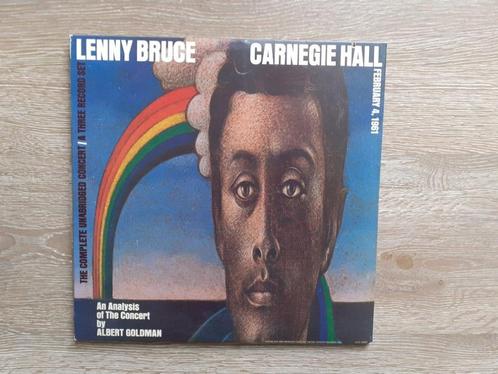 LENNY BRUCE
CARNEGIE HALL
FEBRUARY 4, 1961
THE COMPLETE UNABRIDGED CONCERT/A THREE RECORD SET
An Analysis
of The Concert
by
ALBERT GOLDMAN